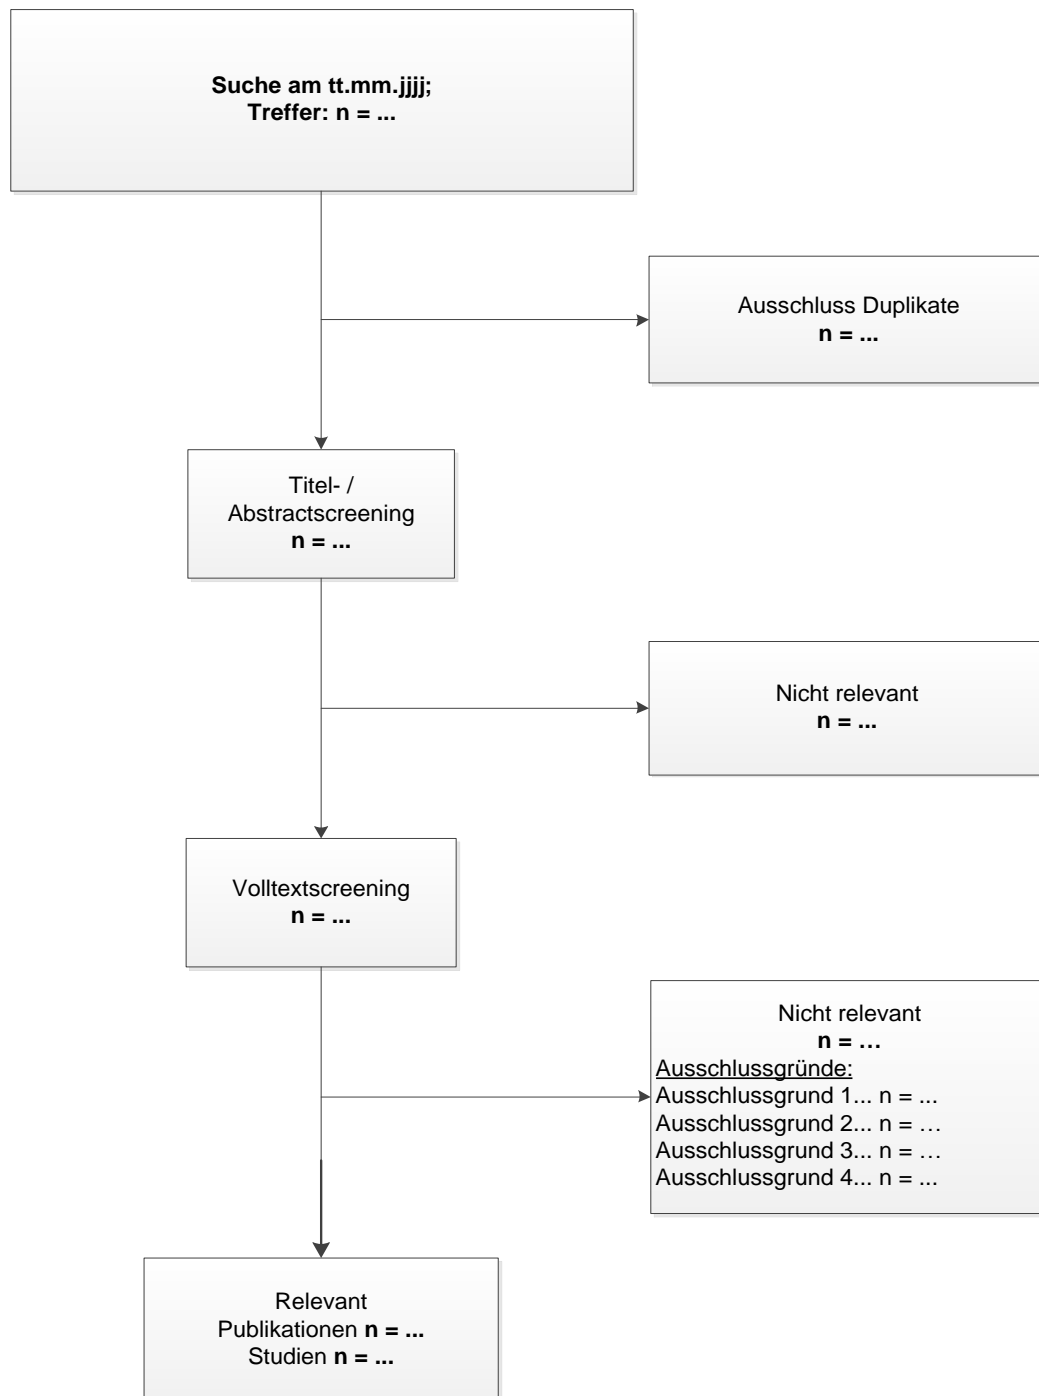 Suche am tt.mm.jjjj;
Treffer: n = ...
Ausschluss Duplikate
n = ...
Titel- /
Abstractscreening
n = ...
Nicht relevant
n = ...
Volltextscreening
n = ...
Nicht relevant
n = …
Ausschlussgründe:
Ausschlussgrund 1... n = ...
Ausschlussgrund 2... n = …
Ausschlussgrund 3... n = …
Ausschlussgrund 4... n = ...
Relevant
Publikationen n = ...
Studien n = ...